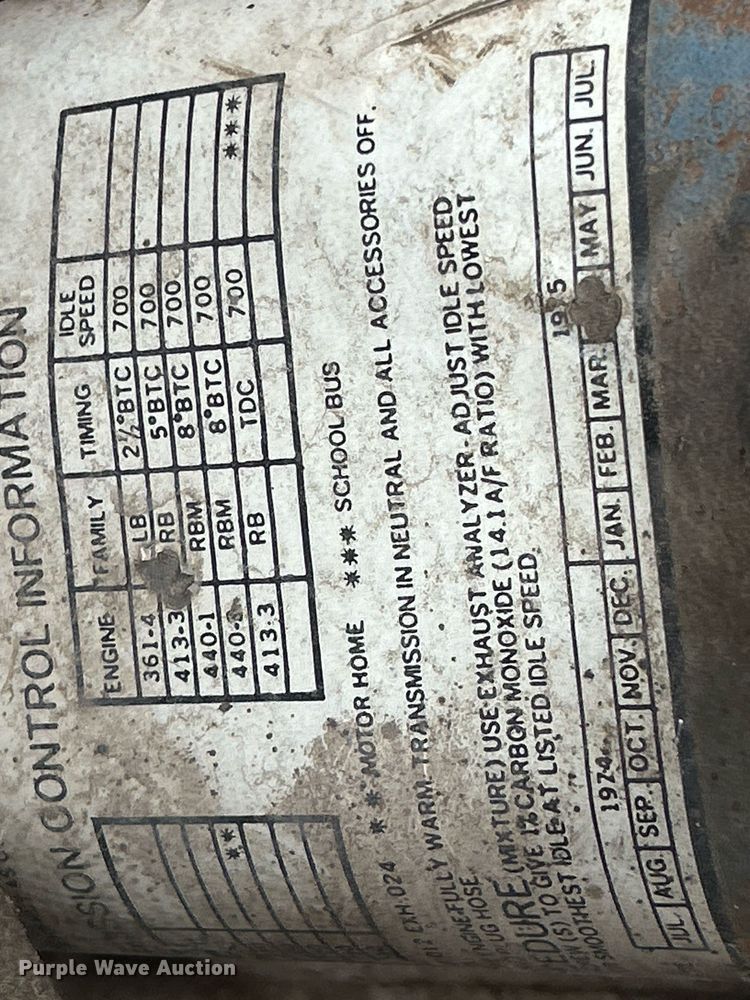 SION CONTROL INFORMATION
ENGINE FAMILY TIMING IDLE SPEED
361-4 LB 2½°BTC 700
413-3 RB 5°BTC 700
440-1 RBM 8°BTC 700
440- RBM 8°BTC 700
** 413-3 RB TDC 700 ***
** MOTOR HOME *** SCHOOL BUS
EXH.024
FULLY WARM-TRANSMISSION IN NEUTRAL AND ALL ACCESSORIES OFF.
UG HOSE.
EDURE (MIXTURE) USE EXHAUST ANALYZER-ADJUST IDLE SPEED
(S) TO GIVE 1% CARBON MONOXIDE (14.1 A/F RATIO) WITH LOWEST
SMOOTHEST IDLE AT LISTED IDLE SPEED.
1974 1975
JUL AUG. SEP. OCT. NOV. DEC. JAN. FEB. MAR. MAY JUN. JUL.
Purple Wave Auction